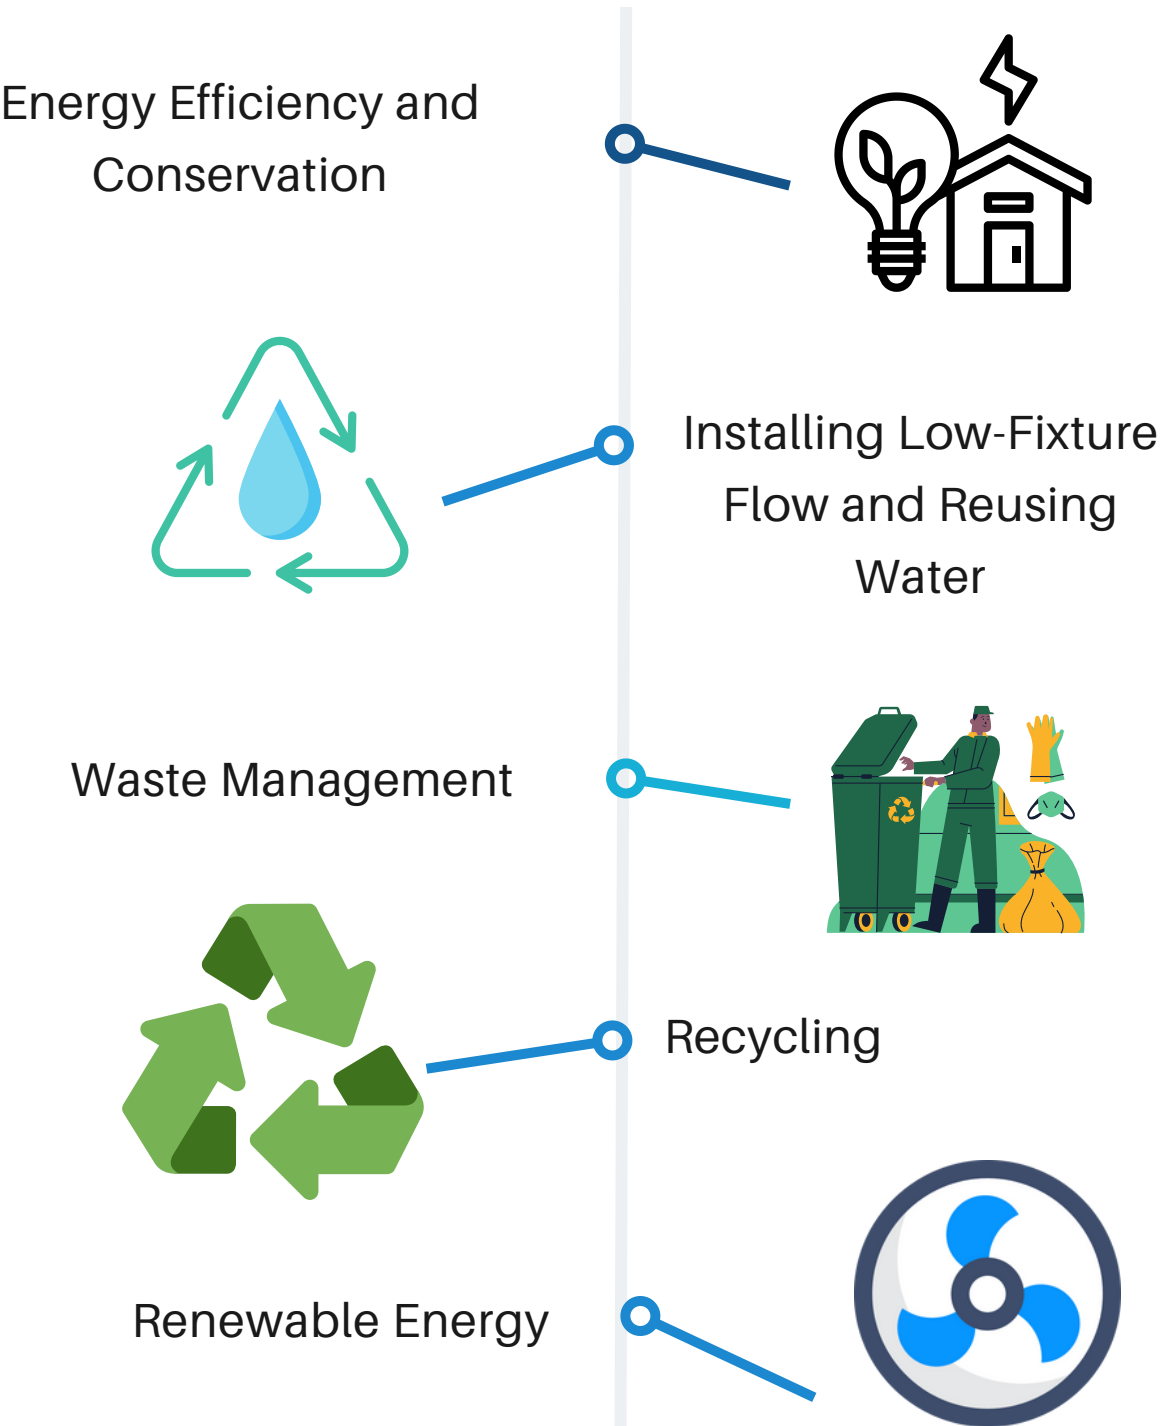 Energy Efficiency and
Conservation
Installing Low-Fixture
Flow and Reusing
Water
Waste Management
Recycling
Renewable Energy